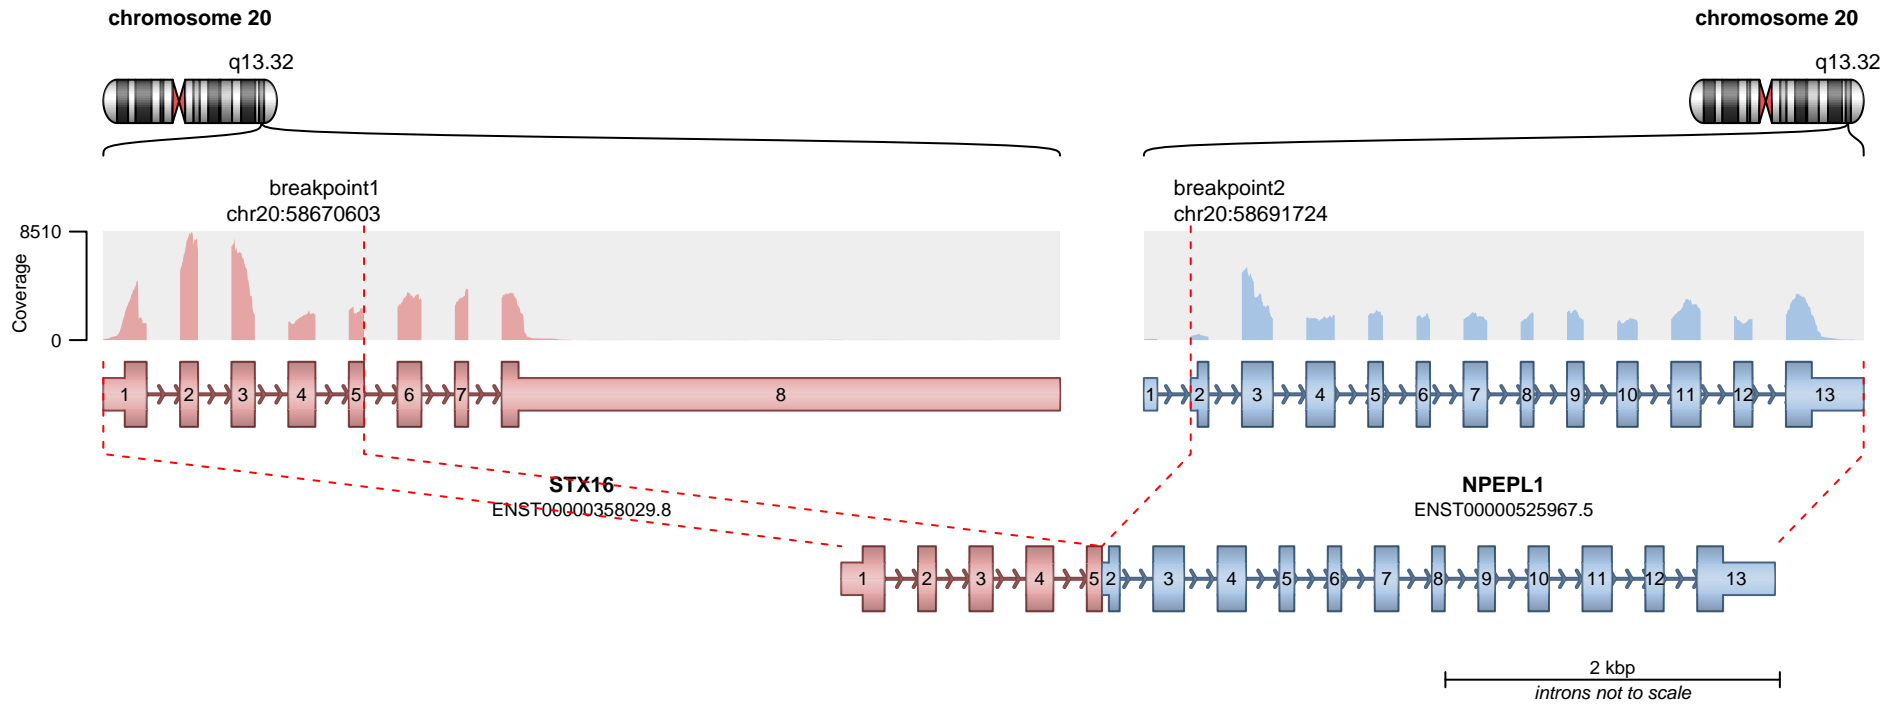 chromosome 20
chromosome 20
q13.32
q13.32
breakpoint1
chr20:58670603
breakpoint2
chr20:58691724
8510
0
Coverage
1 2 3 4 5 6 7 8
1 2 3 4 5 6 7 8 9 10 11 12 13
STX16
ENST00000358029.8
NPEPL1
ENST00000525967.5
1 2 3 4 5 2 3 4 5 6 7 8 9 10 11 12 13
2 kbp
introns not to scale